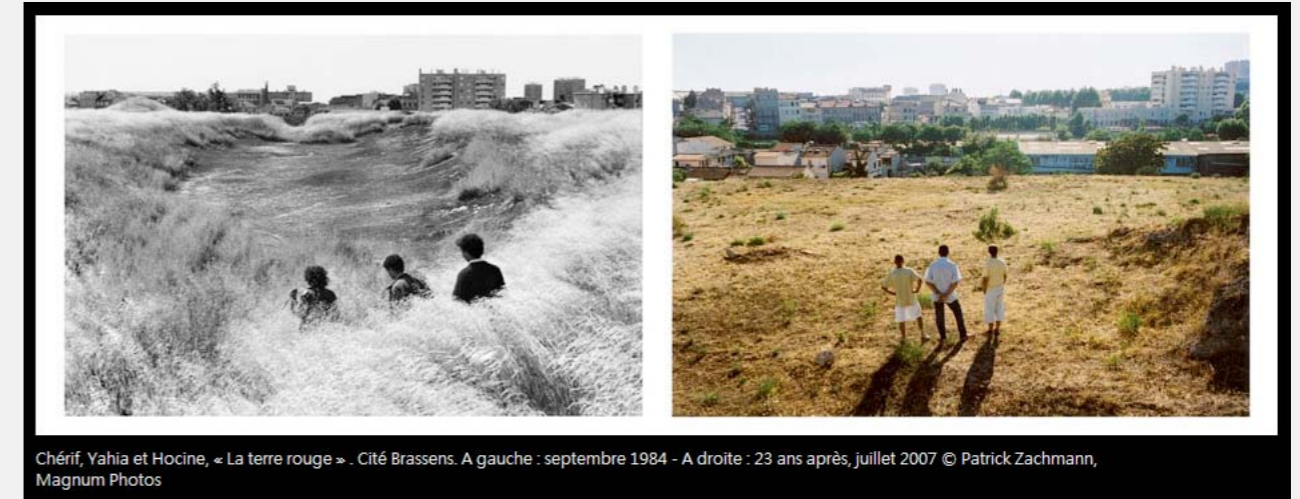 Chérif, Yahia et Hocine, « La terre rouge » . Cité Brassens. A gauche : septembre 1984 - A droite : 23 ans après, juillet 2007 © Patrick Zachmann,
Magnum Photos